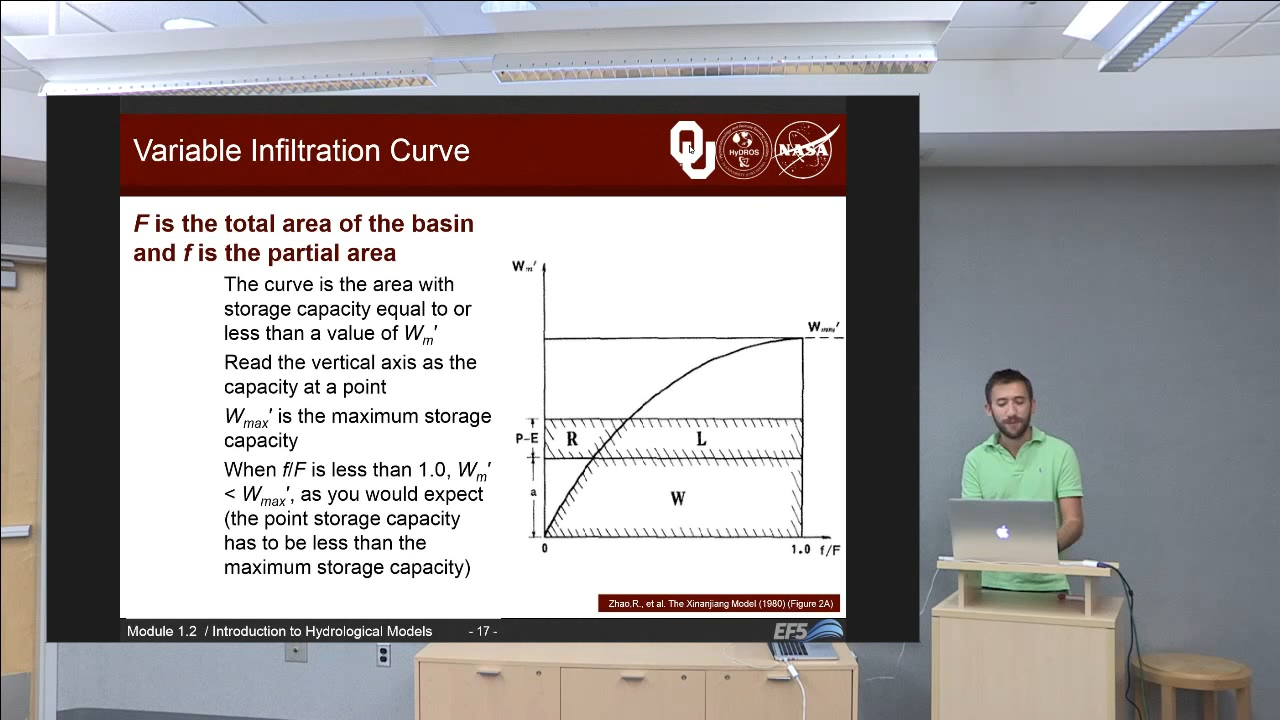 Variable Infiltration Curve
OU
HyDROS
NASA
F is the total area of the basin
and f is the partial area
The curve is the area with
storage capacity equal to or
less than a value of Wm'
Read the vertical axis as the
capacity at a point
Wmax' is the maximum storage
capacity
When f/F is less than 1.0, Wm'
< Wmax', as you would expect
(the point storage capacity
has to be less than the
maximum storage capacity)
Wm'
Wmm'
P-E
R
L
a
W
0
1.0
f/F
Zhao.R., et al. The Xinanjiang Model (1980) (Figure 2A)
Module 1.2 / Introduction to Hydrological Models
- 17 -
EF5